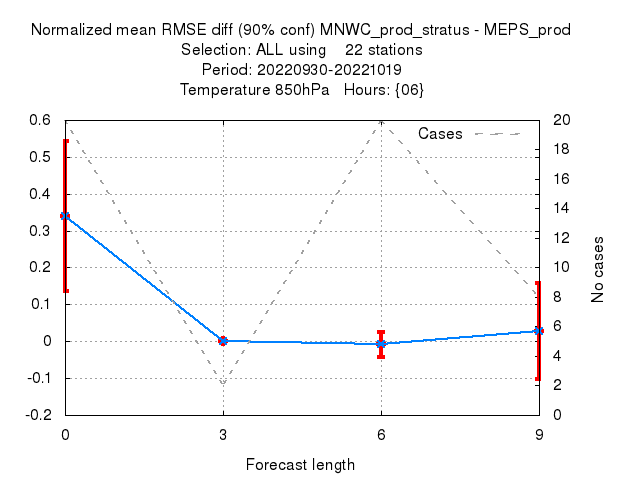 Normalized mean RMSE diff (90% conf) MNWC_prod_stratus - MEPS_prod
Selection: ALL using 22 stations
Period: 20220930-20221019
Temperature 850hPa Hours: {06}
Cases
0.6
0.5
0.4
0.3
0.2
0.1
0
-0.1
-0.2
20
18
16
14
12
10
8
6
4
2
0
No cases
0 3 6 9
Forecast length